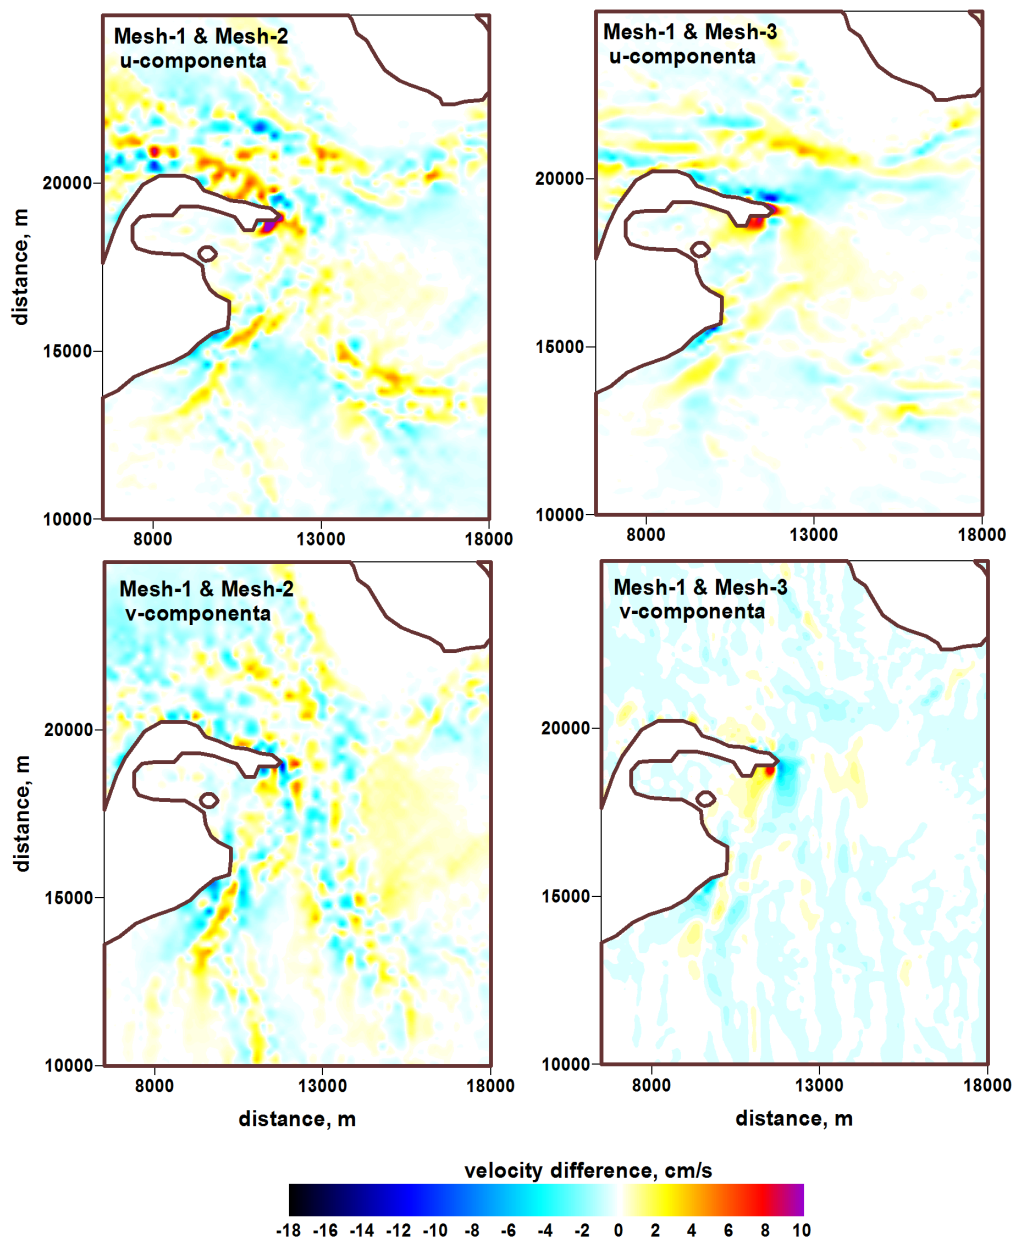 Mesh-1 & Mesh-2
u-componenta
Mesh-1 & Mesh-3
u-componenta
distance, m
20000
15000
10000
20000
15000
10000
8000
13000
18000
8000
13000
18000
Mesh-1 & Mesh-2
v-componenta
Mesh-1 & Mesh-3
v-componenta
distance, m
20000
15000
10000
20000
15000
10000
8000
13000
18000
8000
13000
18000
distance, m
distance, m
velocity difference, cm/s
-18 -16 -14 -12 -10 -8 -6 -4 -2 0 2 4 6 8 10